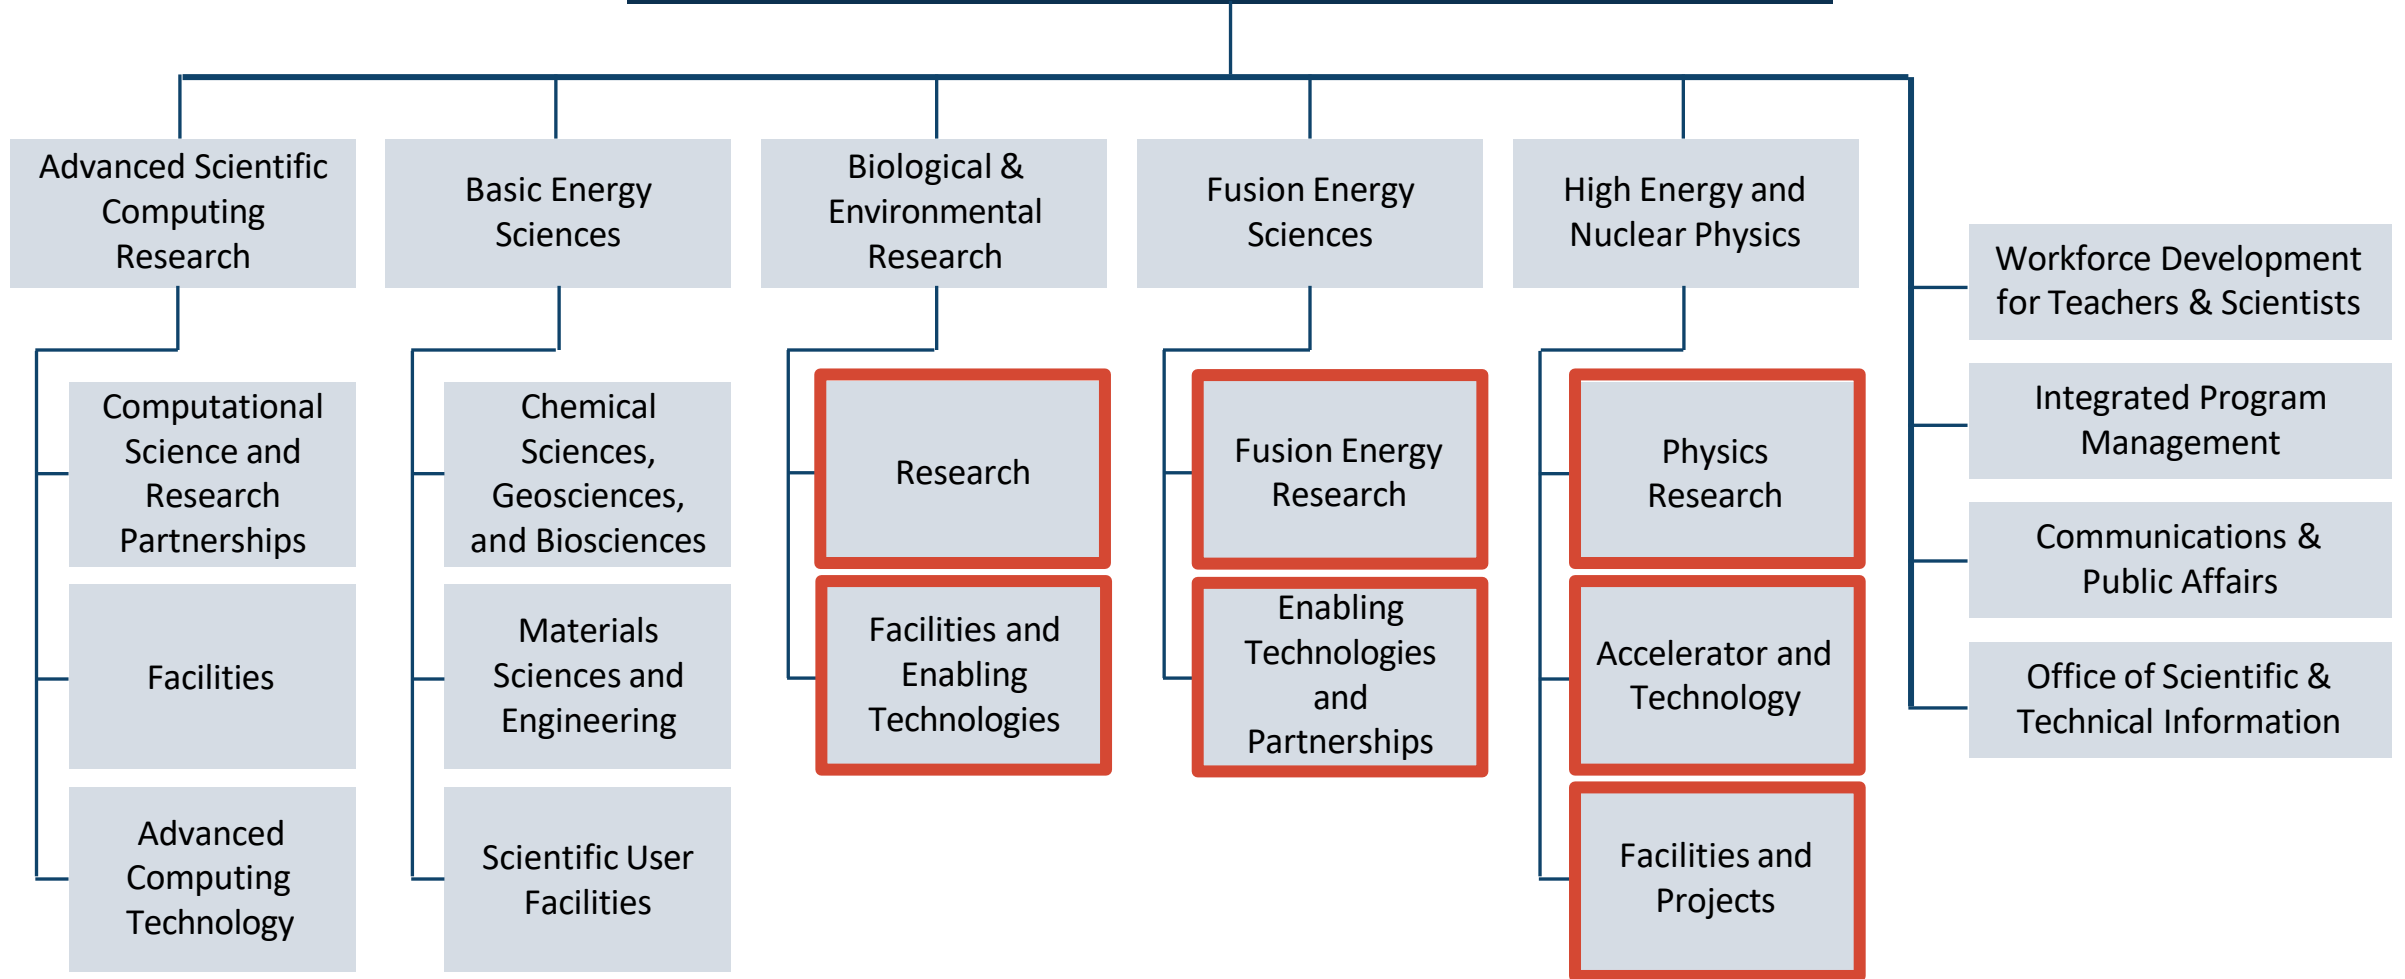 Advanced Scientific
Computing
Research
Basic Energy
Sciences
Biological &
Environmental
Research
Fusion Energy
Sciences
High Energy and
Nuclear Physics
Workforce Development
for Teachers & Scientists
Integrated Program
Management
Communications &
Public Affairs
Office of Scientific &
Technical Information
Computational
Science and
Research
Partnerships
Facilities
Advanced
Computing
Technology
Chemical
Sciences,
Geosciences,
and Biosciences
Materials
Sciences and
Engineering
Scientific User
Facilities
Research
Facilities and
Enabling
Technologies
Fusion Energy
Research
Enabling
Technologies
and
Partnerships
Physics
Research
Accelerator and
Technology
Facilities and
Projects